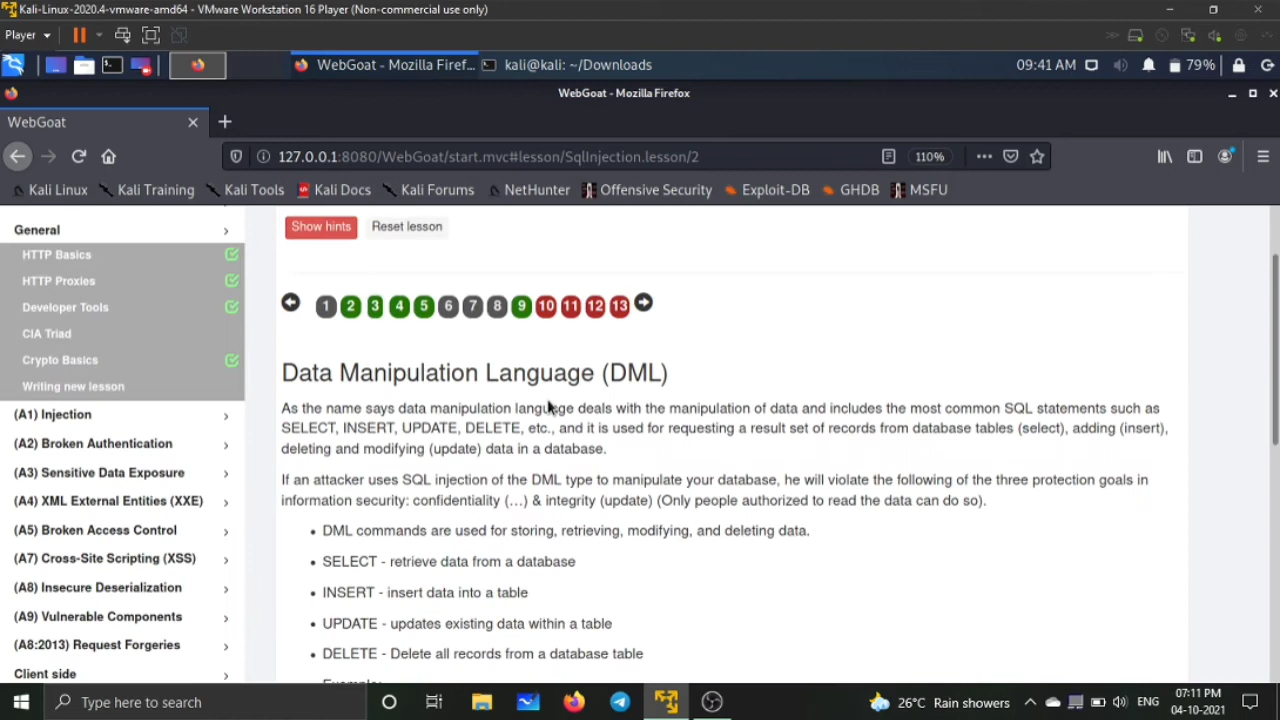 Kali-Linux-2020.4-vmware-amd64 - VMware Workstation 16 Player (Non-commercial use only)
Player
WebGoat - Mozilla Firef...
kali@kali: ~/Downloads
09:41 AM
79%
WebGoat - Mozilla Firefox
WebGoat
127.0.0.1:8080/WebGoat/start.mvc#lesson/SqlInjection.lesson/2
110%
Kali Linux
Kali Training
Kali Tools
Kali Docs
Kali Forums
NetHunter
Offensive Security
Exploit-DB
GHDB
MSFU
General
HTTP Basics
HTTP Proxies
Developer Tools
CIA Triad
Crypto Basics
Writing new lesson
(A1) Injection
(A2) Broken Authentication
(A3) Sensitive Data Exposure
(A4) XML External Entities (XXE)
(A5) Broken Access Control
(A7) Cross-Site Scripting (XSS)
(A8) Insecure Deserialization
(A9) Vulnerable Components
(A8:2013) Request Forgeries
Client side
Show hints
Reset lesson
1 2 3 4 5 6 7 8 9 10 11 12 13
Data Manipulation Language (DML)
As the name says data manipulation language deals with the manipulation of data and includes the most common SQL statements such as
SELECT, INSERT, UPDATE, DELETE, etc., and it is used for requesting a result set of records from database tables (select), adding (insert),
deleting and modifying (update) data in a database.
If an attacker uses SQL injection of the DML type to manipulate your database, he will violate the following of the three protection goals in
information security: confidentiality (…) & integrity (update) (Only people authorized to read the data can do so).
• DML commands are used for storing, retrieving, modifying, and deleting data.
• SELECT - retrieve data from a database
• INSERT - insert data into a table
• UPDATE - updates existing data within a table
• DELETE - Delete all records from a database table
Type here to search
26°C Rain showers
ENG
07:11 PM
04-10-2021